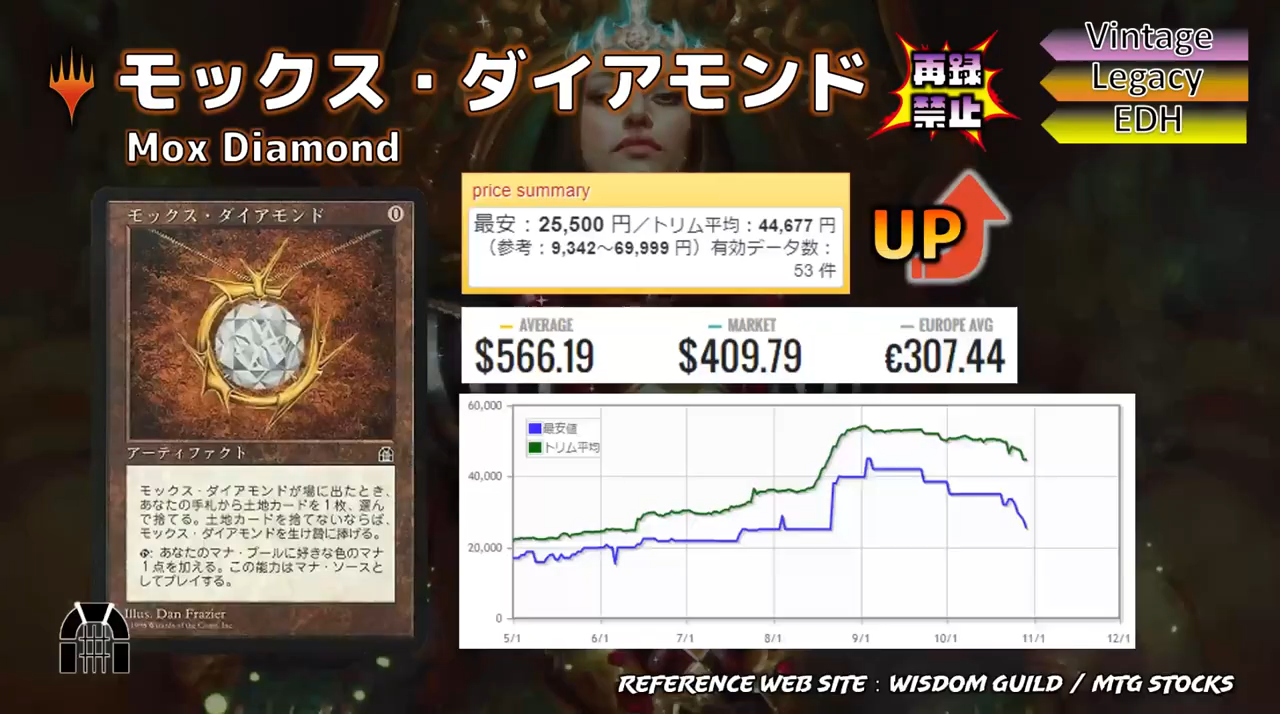 モックス・ダイアモンド
Mox Diamond
再録
禁止
Vintage
Legacy
EDH
モックス・ダイアモンド
0
アーティファクト
モックス・ダイアモンドが場に出たとき、
あなたの手札から土地カードを1枚、選ん
で捨てる。土地カードを捨てないならば、
モックス・ダイアモンドを生け贄に捧げる。
: あなたのマナ・プールに好きな色のマナ
1点を加える。この能力はマナ・ソースと
してプレイする。
Illus. Dan Frazier
price summary
最安：25,500 円／トリム平均：44,677 円
（参考：9,342～69,999 円）有効データ数：
53 件
UP
AVERAGE
$566.19
MARKET
$409.79
EUROPE AVG
€307.44
最安値
トリム平均
60,000
40,000
20,000
0
5/1
6/1
7/1
8/1
9/1
10/1
11/1
12/1
REFERENCE WEB SITE : WISDOM GUILD / MTG STOCKS